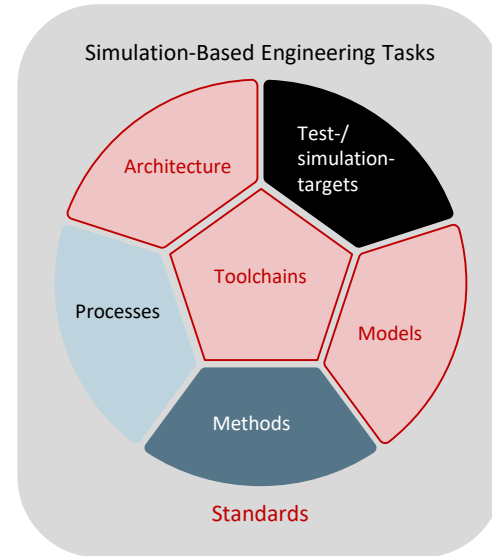 Simulation-Based Engineering Tasks
Test-/
simulation-
targets
Architecture
Toolchains
Processes
Models
Methods
Standards